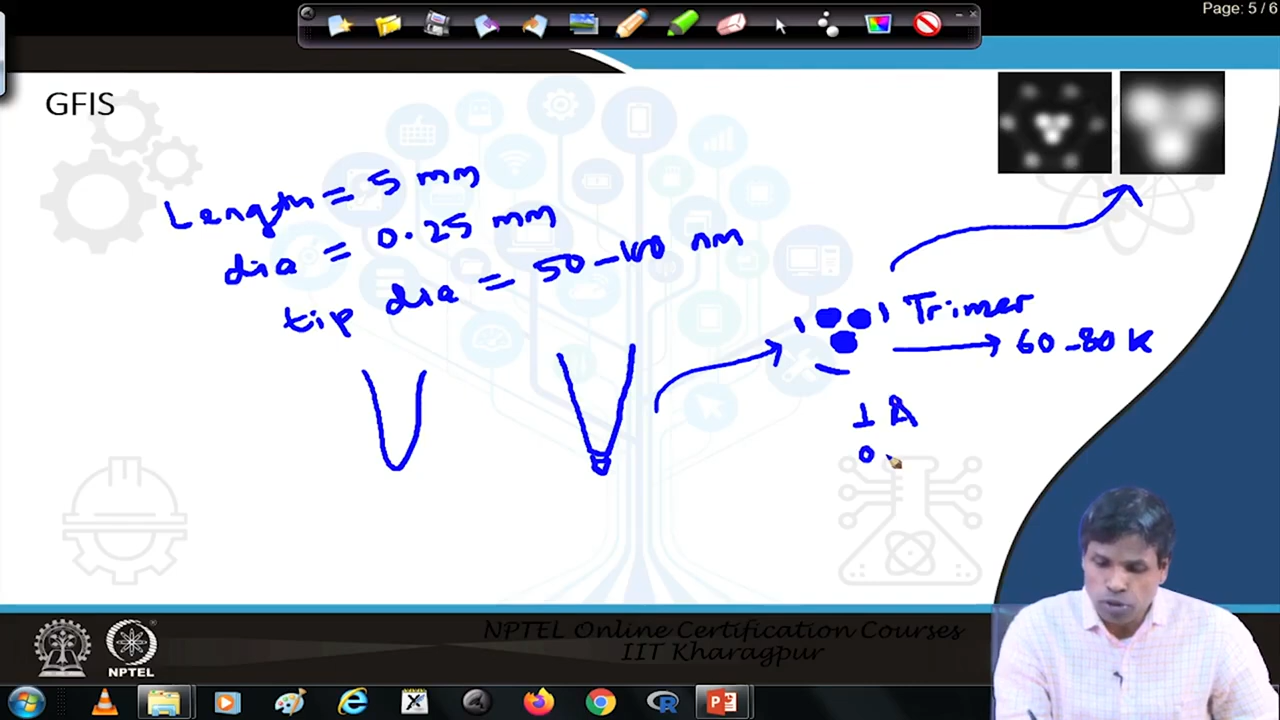 Page: 5 / 6
GFIS
Length = 5 mm
dia = 0.25 mm
tip dia = 50-100 nm
Trimer
60-80 K
1 Å
0.
NPTEL Online Certification Courses
IIT Kharagpur
NPTEL